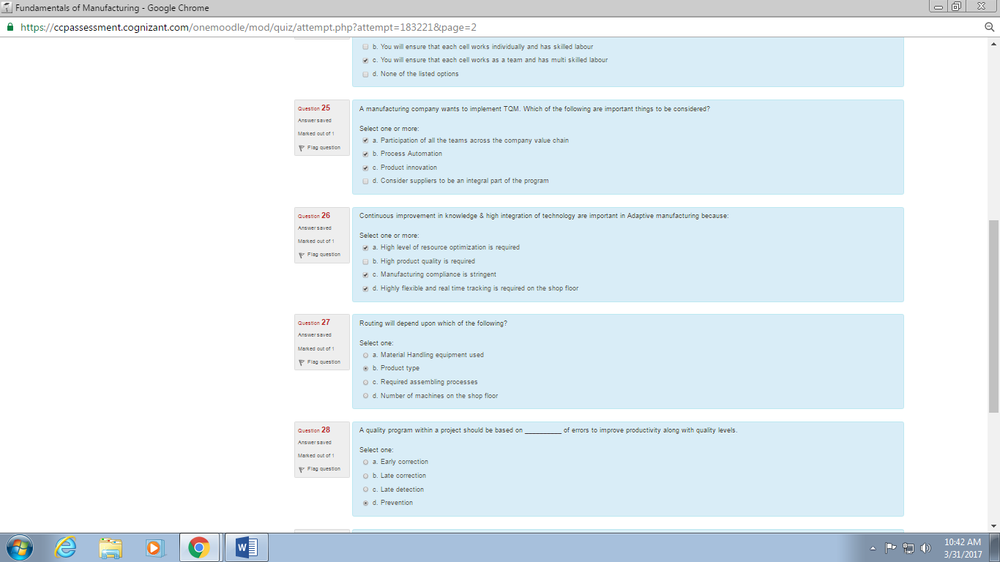 Fundamentals of Manufacturing - Google Chrome
https://ccpassessment.cognizant.com/onemoodle/mod/quiz/attempt.php?attempt=183221&page=2
b. You will ensure that each cell works individually and has skilled labour
c. You will ensure that each cell works as a team and has multi skilled labour
d. None of the listed options
Question 25
Answer saved
Marked out of 1
Flag question
A manufacturing company wants to implement TQM. Which of the following are important things to be considered?
Select one or more:
a. Participation of all the teams across the company value chain
b. Process Automation
c. Product innovation
d. Consider suppliers to be an integral part of the program
Question 26
Answer saved
Marked out of 1
Flag question
Continuous improvement in knowledge & high integration of technology are important in Adaptive manufacturing because:
Select one or more:
a. High level of resource optimization is required
b. High product quality is required
c. Manufacturing compliance is stringent
d. Highly flexible and real time tracking is required on the shop floor
Question 27
Answer saved
Marked out of 1
Flag question
Routing will depend upon which of the following?
Select one:
a. Material Handling equipment used
b. Product type
c. Required assembling processes
d. Number of machines on the shop floor
Question 28
Answer saved
Marked out of 1
Flag question
A quality program within a project should be based on __________ of errors to improve productivity along with quality levels.
Select one:
a. Early correction
b. Late correction
c. Late detection
d. Prevention
W
10:42 AM
3/31/2017